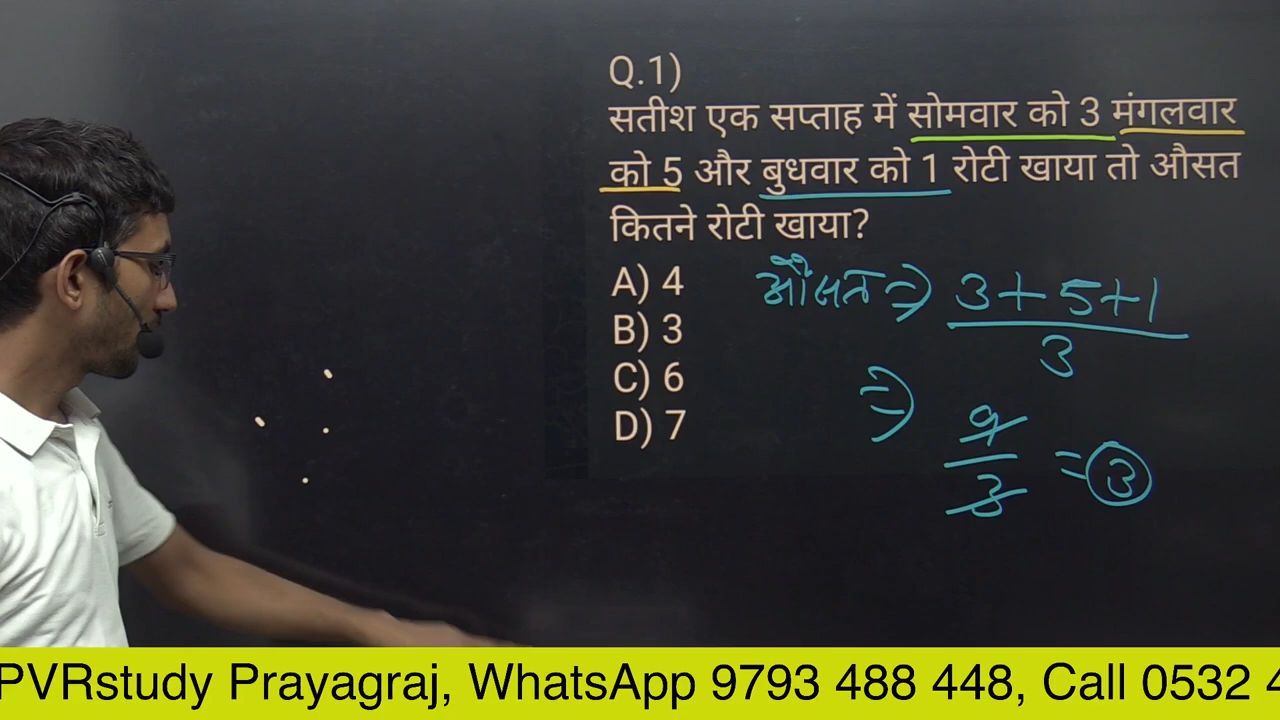 Q.1)
सतीश एक सप्ताह में सोमवार को 3 मंगलवार
को 5 और बुधवार को 1 रोटी खाया तो औसत
कितने रोटी खाया?
A) 4
B) 3
C) 6
D) 7
औसत ⇒ 3+5+1
3
⇒ 9
3 = 3
PVRstudy Prayagraj, WhatsApp 9793 488 448, Call 0532 4